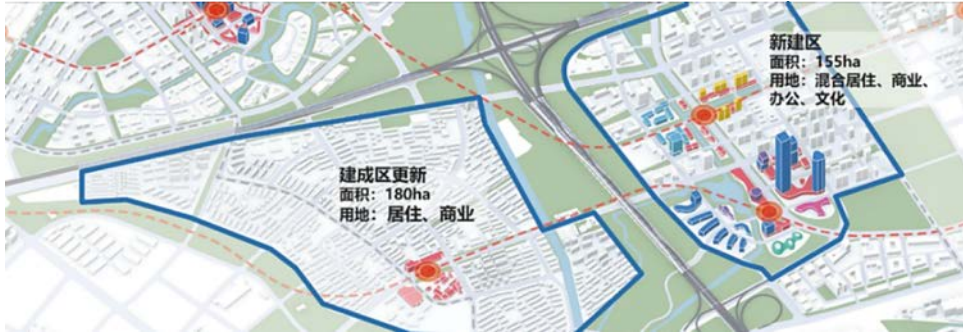 新建区
面积：155ha
用地：混合居住、商业、
办公、文化
建成区更新
面积：180ha
用地：居住、商业